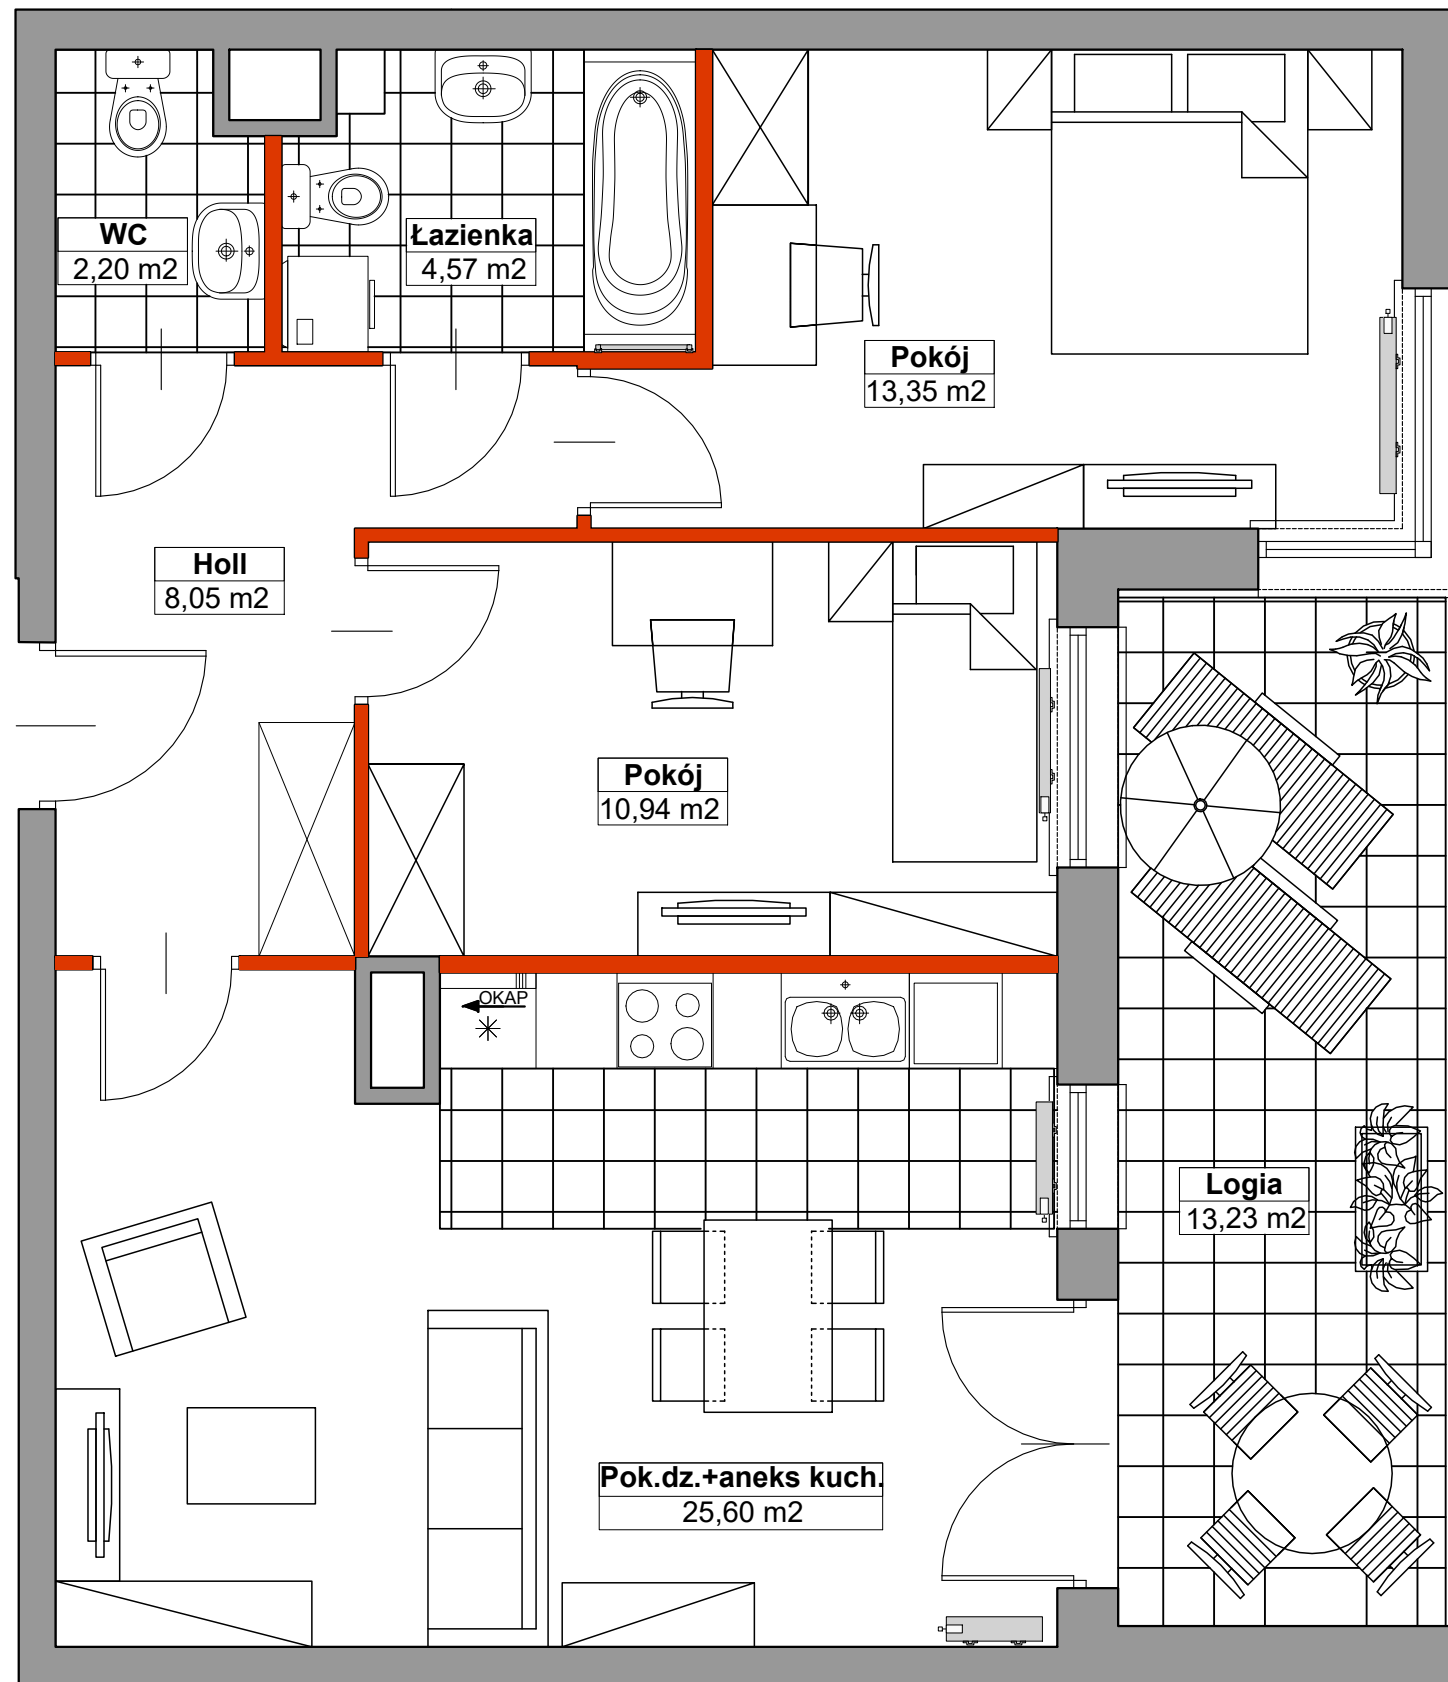 WC
2,20 m2
Łazienka
4,57 m2
Pokój
13,35 m2
Holl
8,05 m2
Pokój
10,94 m2
OKAP
Logia
13,23 m2
Pok.dz.+aneks kuch.
25,60 m2